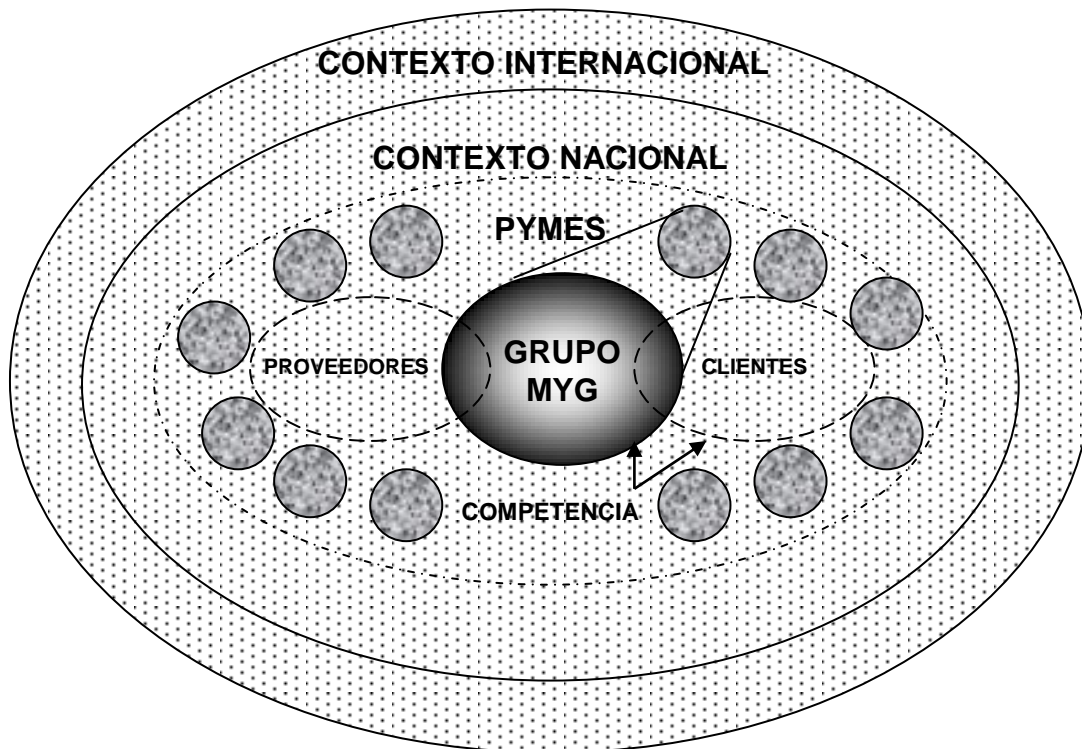 CONTEXTO INTERNACIONAL
CONTEXTO NACIONAL
PYMES
PROVEEDORES
GRUPO
MYG
CLIENTES
COMPETENCIA